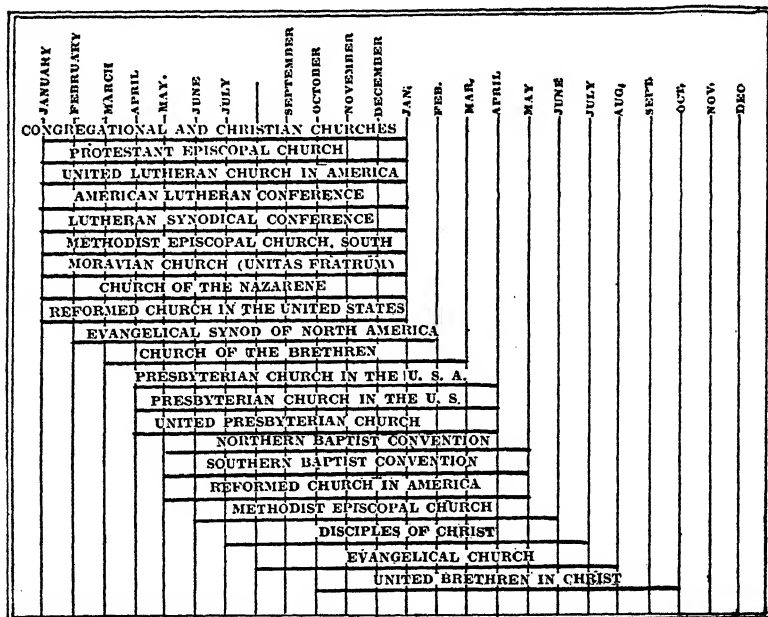 JANUARY
FEBRUARY
MARCH
APRIL
MAY.
JUNE
JULY
SEPTEMBER
OCTOBER
NOVEMBER
DECEMBER
JAN.
FEB.
MAR.
APRIL
MAY
JUNE
JULY
AUG.
SEPT.
OCT.
NOV.
DEC
CONGREGATIONAL AND CHRISTIAN CHURCHES
PROTESTANT EPISCOPAL CHURCH
UNITED LUTHERAN CHURCH IN AMERICA
AMERICAN LUTHERAN CONFERENCE
LUTHERAN SYNODICAL CONFERENCE
METHODIST EPISCOPAL CHURCH, SOUTH
MORAVIAN CHURCH (UNITAS FRATRUM)
CHURCH OF THE NAZARENE
REFORMED CHURCH IN THE UNITED STATES
EVANGELICAL SYNOD OF NORTH AMERICA
CHURCH OF THE BRETHREN
PRESBYTERIAN CHURCH IN THE U. S. A.
PRESBYTERIAN CHURCH IN THE U. S.
UNITED PRESBYTERIAN CHURCH
NORTHERN BAPTIST CONVENTION
SOUTHERN BAPTIST CONVENTION
REFORMED CHURCH IN AMERICA
METHODIST EPISCOPAL CHURCH
DISCIPLES OF CHRIST
EVANGELICAL CHURCH
UNITED BRETHREN IN CHRIST